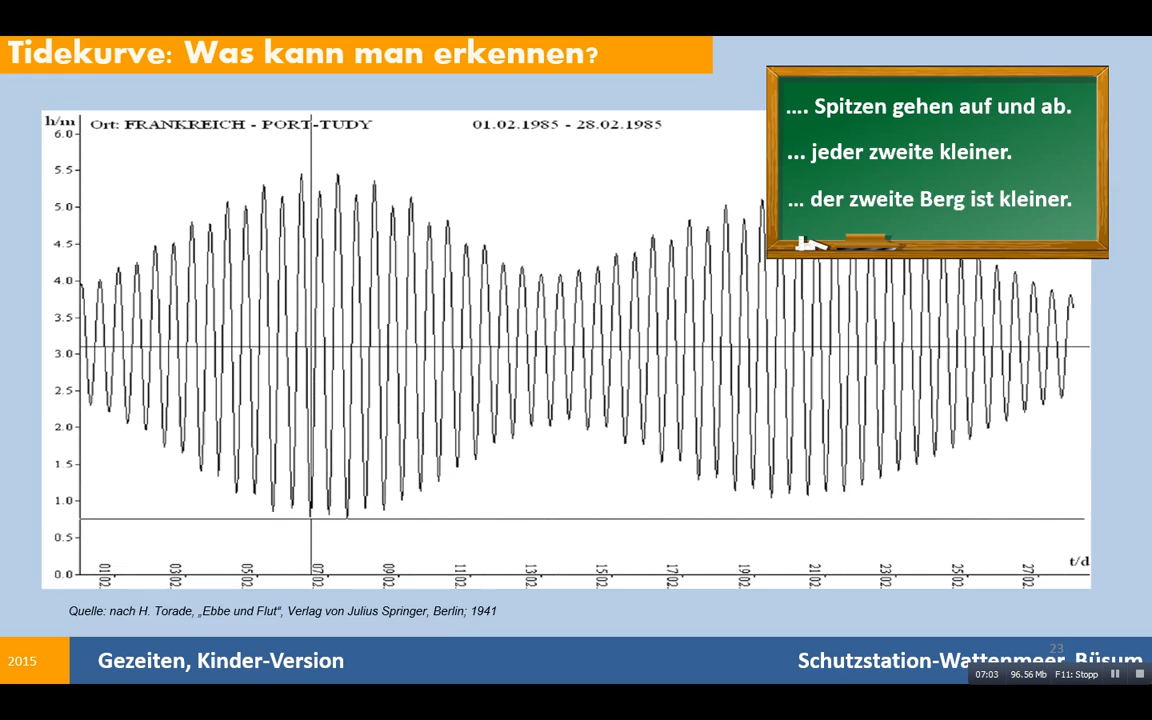 Tidekurve: Was kann man erkennen?
.... Spitzen gehen auf und ab.
... jeder zweite kleiner.
... der zweite Berg ist kleiner.
h/m
Ort: FRANKREICH - PORT-TUDY
01.02.1985 - 28.02.1985
6.0
5.5
5.0
4.5
4.0
3.5
3.0
2.5
2.0
1.5
1.0
0.5
0.0
t/d
01/02.
03/02.
05/02.
07/02.
09/02.
11/02.
13/02.
15/02.
17/02.
19/02.
21/02.
23/02.
25/02.
27/02.
Quelle: nach H. Torade, „Ebbe und Flut“, Verlag von Julius Springer, Berlin; 1941
23
2015
Gezeiten, Kinder-Version
Schutzstation-Wattenmeer, Büsum
07:03 96.56 Mb F11: Stopp